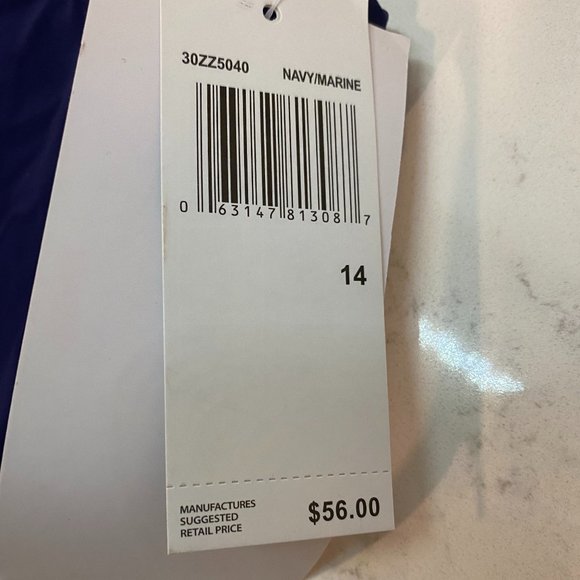 30ZZ5040 NAVY/MARINE
0 63147 81308 7
14
MANUFACTURES
SUGGESTED
RETAIL PRICE
$56.00